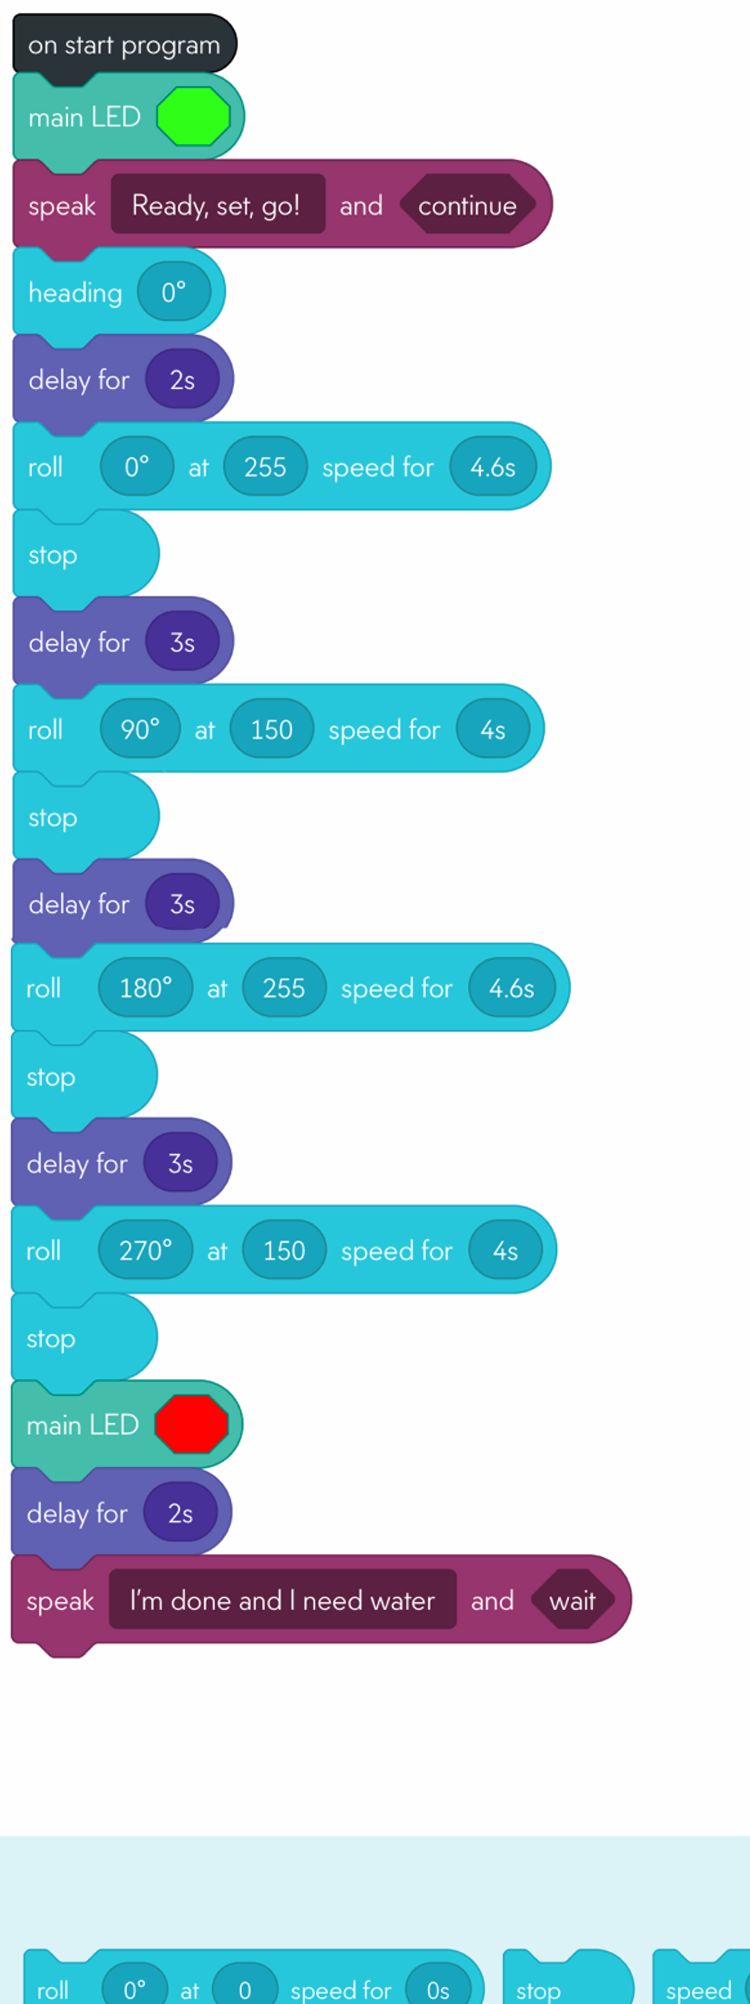 on start program
main LED
speak Ready, set, go! and continue
heading 0°
delay for 2s
roll 0° at 255 speed for 4.6s
stop
delay for 3s
roll 90° at 150 speed for 4s
stop
delay for 3s
roll 180° at 255 speed for 4.6s
stop
delay for 3s
roll 270° at 150 speed for 4s
stop
main LED
delay for 2s
speak I'm done and I need water and wait
roll 0° at 0 speed for 0s stop speed